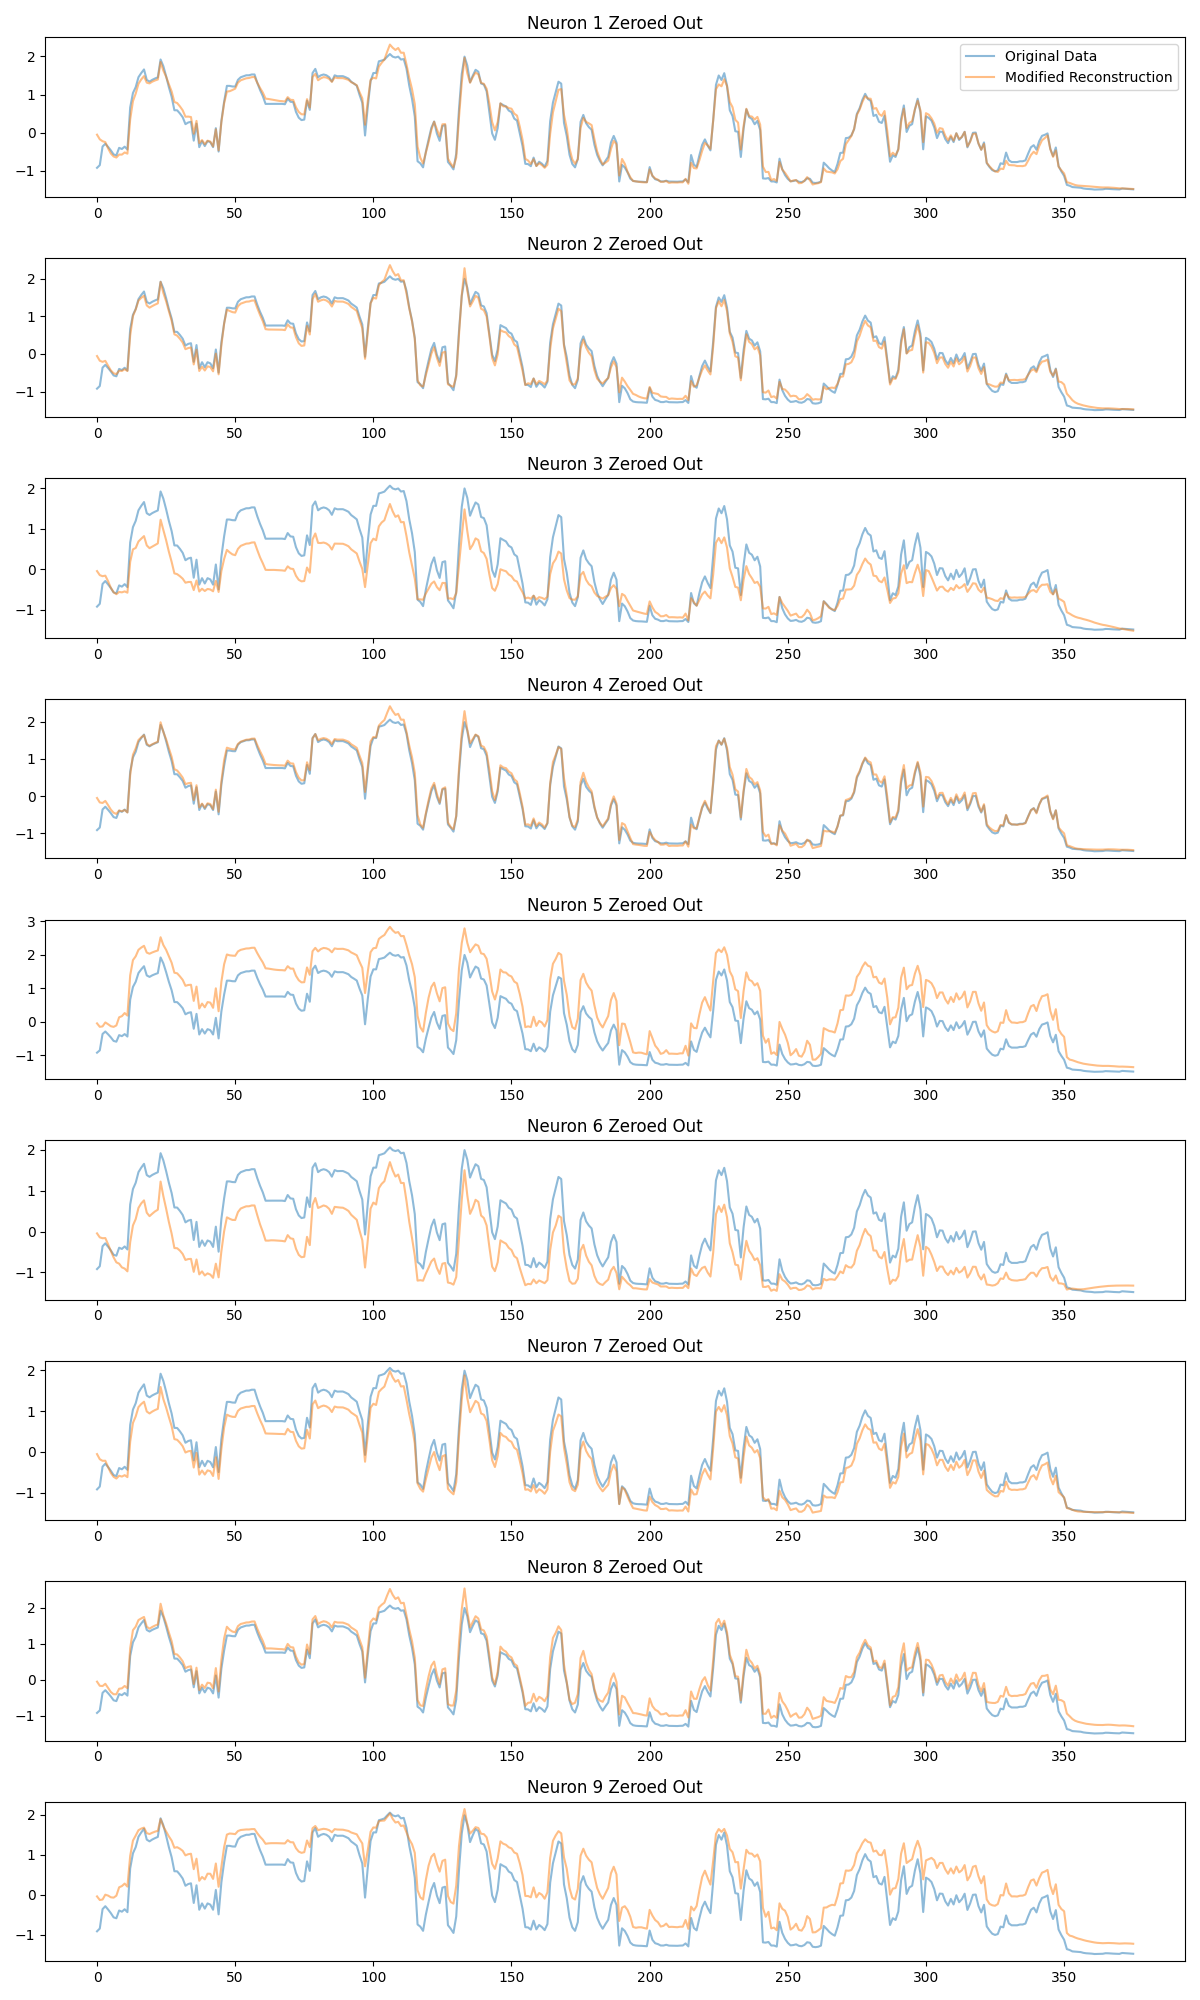 Neuron 1 Zeroed Out
Original Data
Modified Reconstruction
2
1
0
−1
0 50 100 150 200 250 300 350
Neuron 2 Zeroed Out
2
1
0
−1
0 50 100 150 200 250 300 350
Neuron 3 Zeroed Out
2
1
0
−1
0 50 100 150 200 250 300 350
Neuron 4 Zeroed Out
2
1
0
−1
0 50 100 150 200 250 300 350
Neuron 5 Zeroed Out
3
2
1
0
−1
0 50 100 150 200 250 300 350
Neuron 6 Zeroed Out
2
1
0
−1
0 50 100 150 200 250 300 350
Neuron 7 Zeroed Out
2
1
0
−1
0 50 100 150 200 250 300 350
Neuron 8 Zeroed Out
2
1
0
−1
0 50 100 150 200 250 300 350
Neuron 9 Zeroed Out
2
1
0
−1
0 50 100 150 200 250 300 350